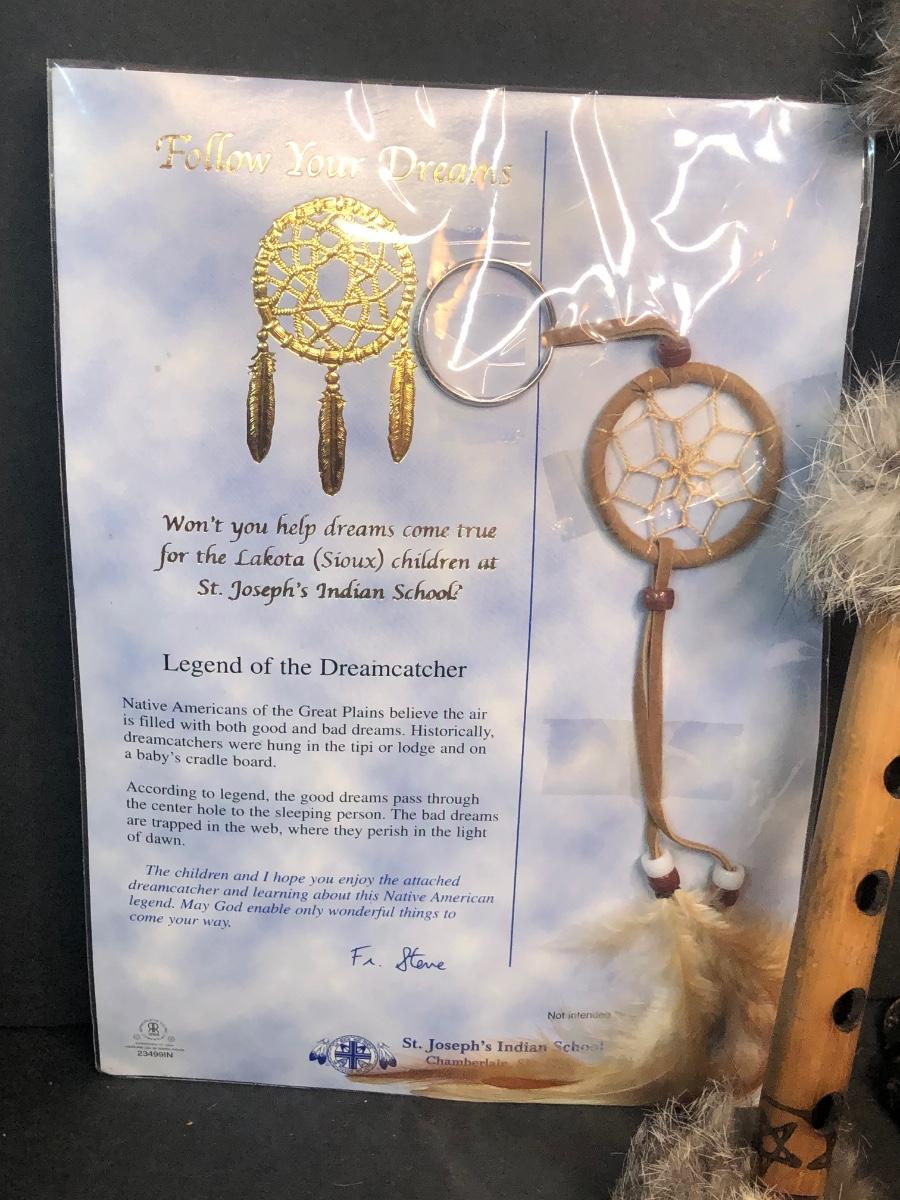 Follow Your Dreams
Won't you help dreams come true
for the Lakota (Sioux) children at
St. Joseph's Indian School?
Legend of the Dreamcatcher
Native Americans of the Great Plains believe the air
is filled with both good and bad dreams. Historically,
dreamcatchers were hung in the tipi or lodge and on
a baby's cradle board.
According to legend, the good dreams pass through
the center hole to the sleeping person. The bad dreams
are trapped in the web, where they perish in the light
of dawn.
The children and I hope you enjoy the attached
dreamcatcher and learning about this Native American
legend. May God enable only wonderful things to
come your way.
Fr. Steve
Not intended
St. Joseph's Indian School
Chamberlain,
23499IN